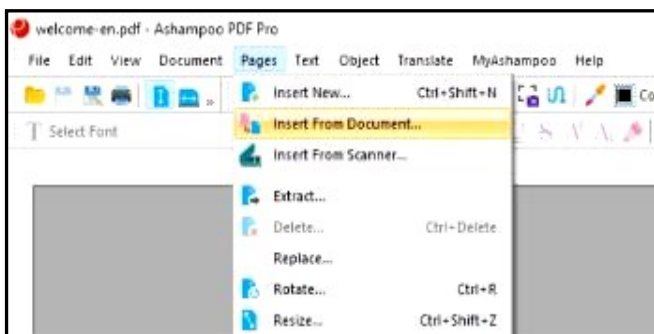 welcome-en.pdf - Ashampoo PDF Pro
File Edit View Document Pages Text Object Translate MyAshampoo Help
Insert New... Ctrl+Shift+N
Co
Select Font
Insert From Document...
Insert From Scanner...
Extract...
Delete... Ctrl+Delete
Replace...
Rotate... Ctrl+R
Resize... Ctrl+Shift+Z